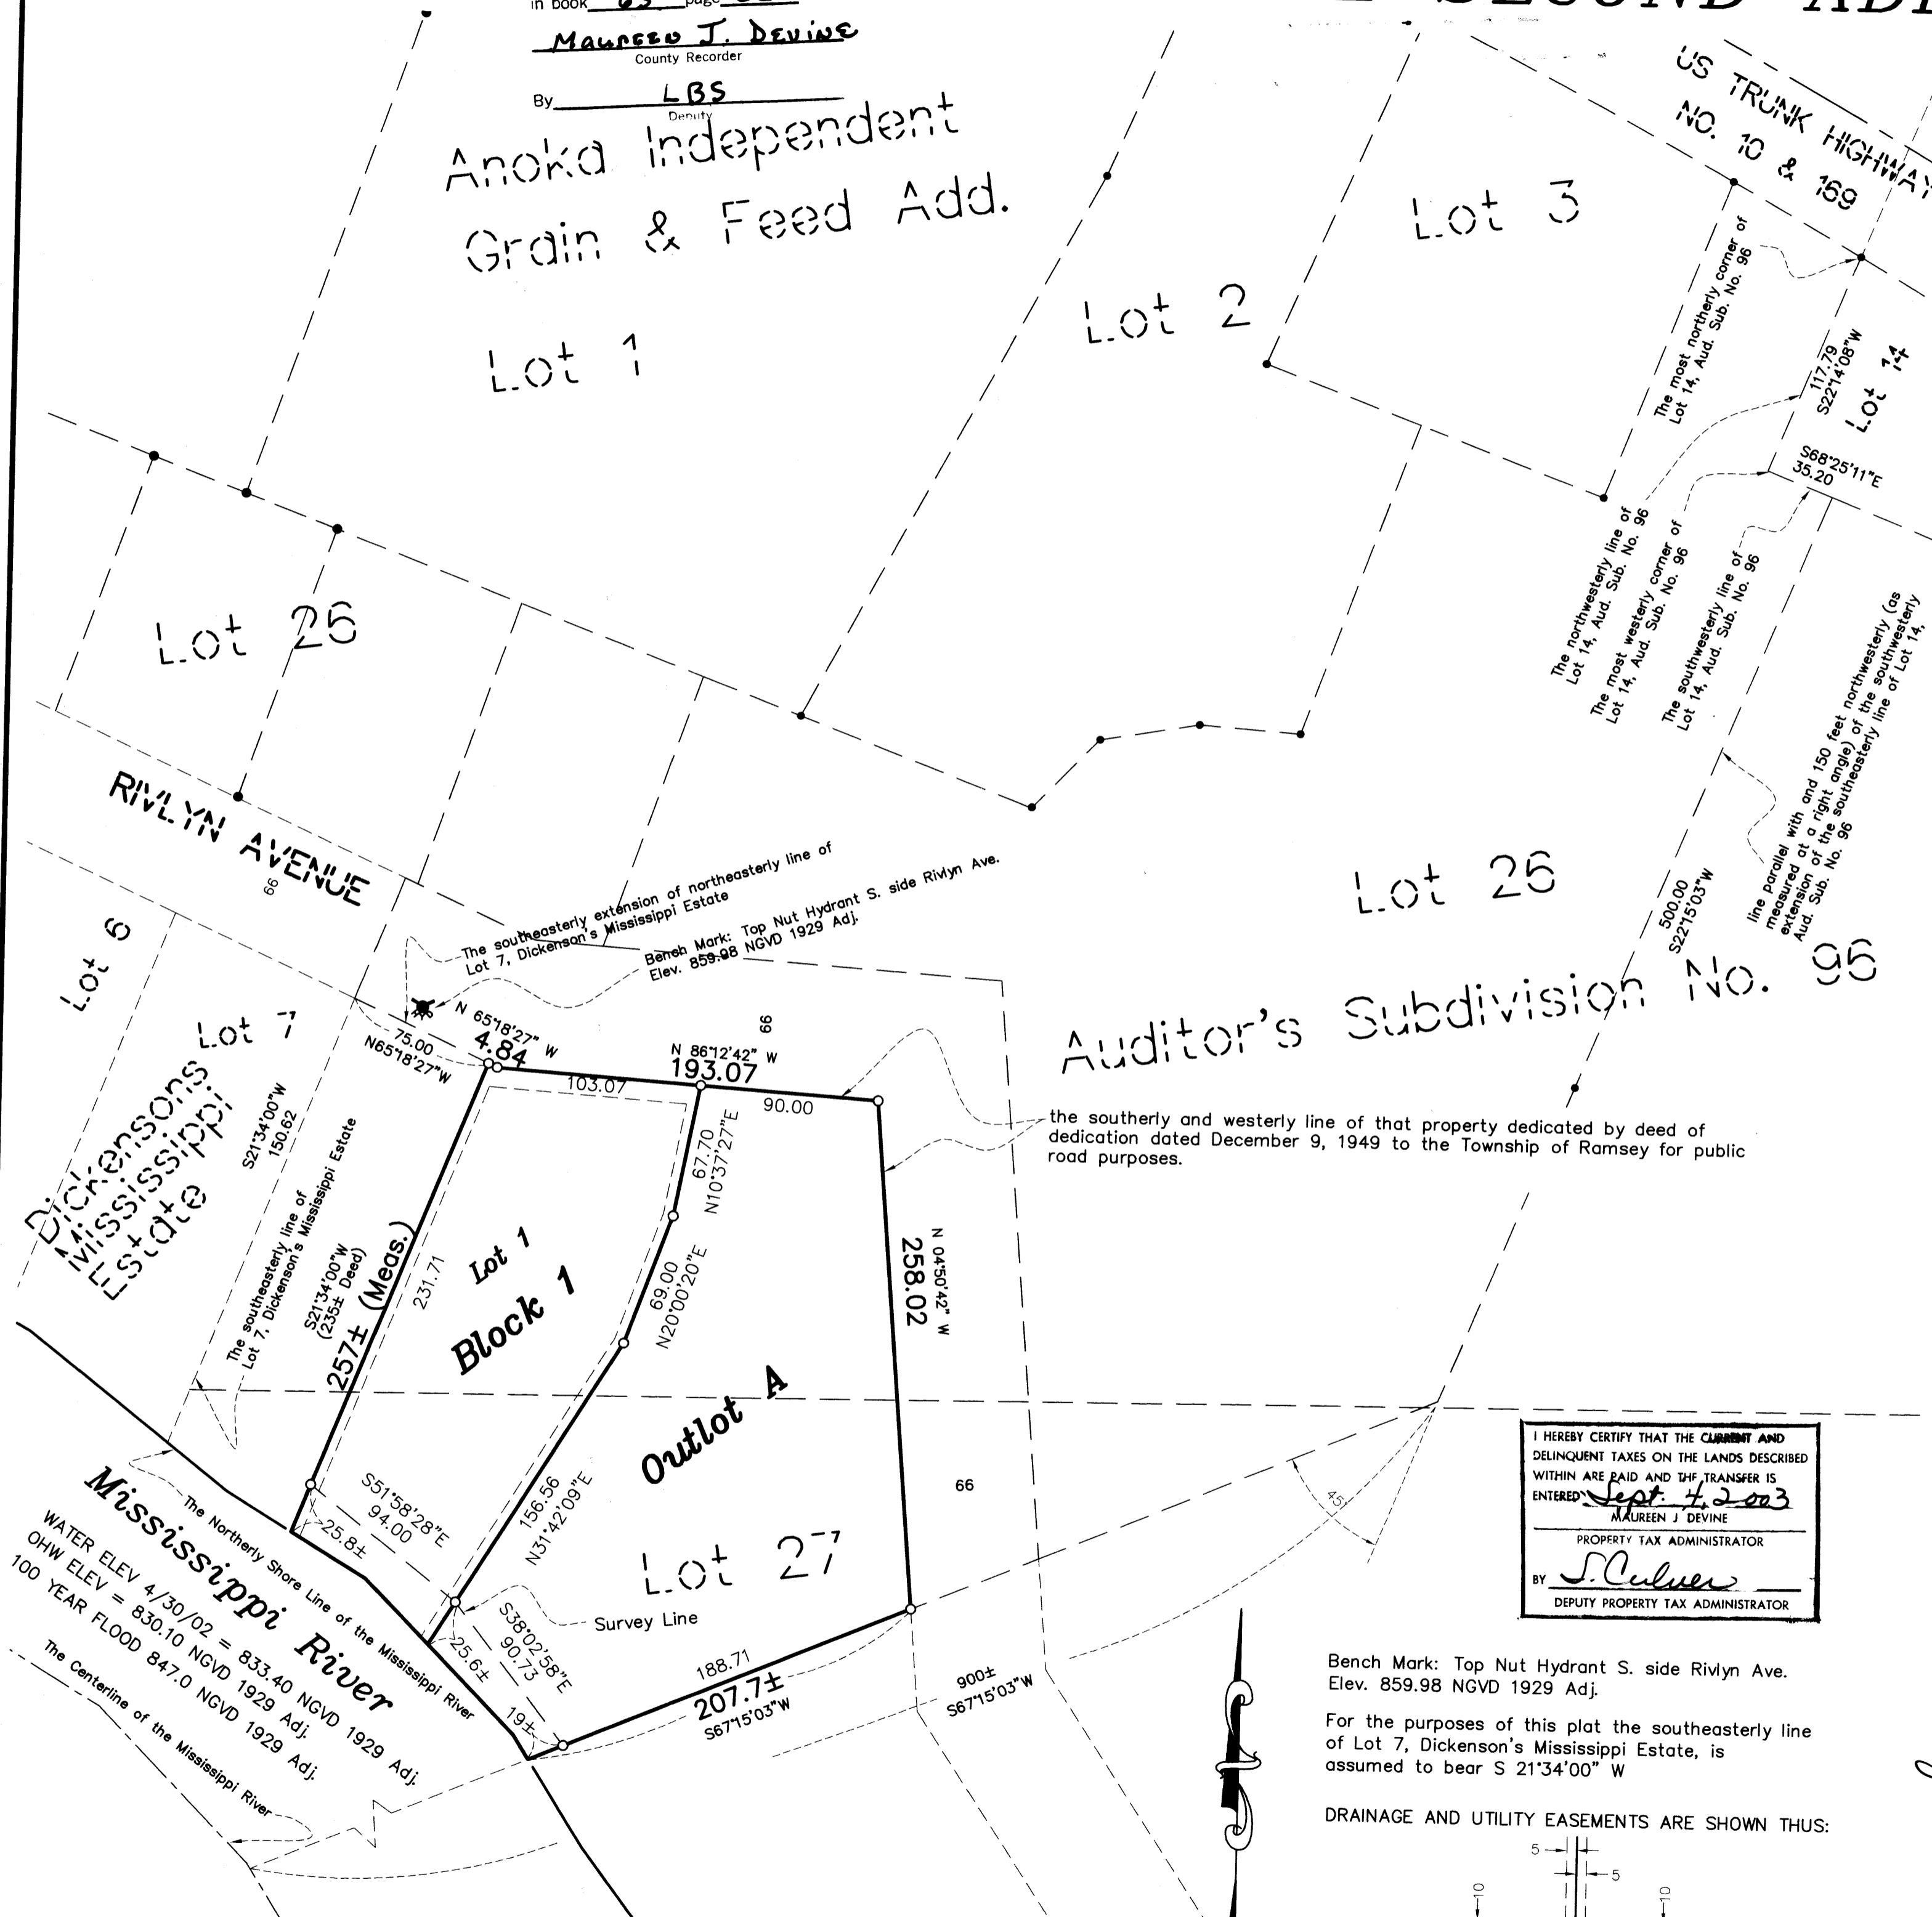 in book 65 page
MAUREEN J. DEVINE
County Recorder
By LBS
Deputy
SECOND
US TRUNK HIGHWAY
NO. 10 & 169
Anoka Independent
Grain & Feed Add.
Lot 1
Lot 2
Lot 3
The most northerly corner of
Lot 14, Aud. Sub. No. 96
117.79
S22°14'08"W
Lot 14
S68°25'11"E
35.20
The northwesterly line of
Lot 14, Aud. Sub. No. 96
The most westerly corner of
Lot 14, Aud. Sub. No. 96
The southwesterly line of
Lot 14, Aud. Sub. No. 96
line parallel with and 150 feet northwesterly (as
measured at a right angle) of the southwesterly
extension of the southeasterly line of Lot 14,
Aud. Sub. No. 96
500.00
S22°15'03"W
Lot 26
RIVLYN AVENUE
66
Lot 26
Auditor's Subdivision No. 96
The southeasterly extension of northeasterly line of
Lot 7, Dickenson's Mississippi Estate
Bench Mark: Top Nut Hydrant S. side Rivlyn Ave.
Elev. 859.98 NGVD 1929 Adj.
Lot 6
Lot 7
Dickensons
Mississippi
Estate
75.00
N65°18'27"W
N 65°18'27" W
4.84
66
N 86°12'42" W
193.07
103.07
90.00
the southerly and westerly line of that property dedicated by deed of
dedication dated December 9, 1949 to the Township of Ramsey for public
road purposes.
S21°34'00"W
150.62
The southeasterly line of
Lot 7, Dickenson's Mississippi Estate
S21°34'00"W
(235± Deed)
257± (Meas.)
231.71
Lot 1
Block 1
67.70
N10°37'27"E
69.00
N20°00'20"E
156.56
N31°42'09"E
N 04°50'42" W
258.02
Outlot A
Lot 27
66
45°
S51°58'28"E
94.00
25.8±
Survey Line
S38°02'58"E
90.73
25.6±
19±
188.71
207.7±
S67°15'03"W
900±
S67°15'03"W
The Northerly Shore Line of the Mississippi River
Mississippi River
WATER ELEV 4/30/02 = 833.40 NGVD 1929 Adj.
OHW ELEV = 830.10 NGVD 1929 Adj.
100 YEAR FLOOD 847.0 NGVD 1929 Adj.
The Centerline of the Mississippi River
I HEREBY CERTIFY THAT THE CURRENT AND
DELINQUENT TAXES ON THE LANDS DESCRIBED
WITHIN ARE PAID AND THE TRANSFER IS
ENTERED Sept. 4, 2003
MAUREEN J DEVINE
PROPERTY TAX ADMINISTRATOR
BY S. Culver
DEPUTY PROPERTY TAX ADMINISTRATOR
Bench Mark: Top Nut Hydrant S. side Rivlyn Ave.
Elev. 859.98 NGVD 1929 Adj.
For the purposes of this plat the southeasterly line
of Lot 7, Dickenson's Mississippi Estate, is
assumed to bear S 21°34'00" W
DRAINAGE AND UTILITY EASEMENTS ARE SHOWN THUS:
5
5
10
10